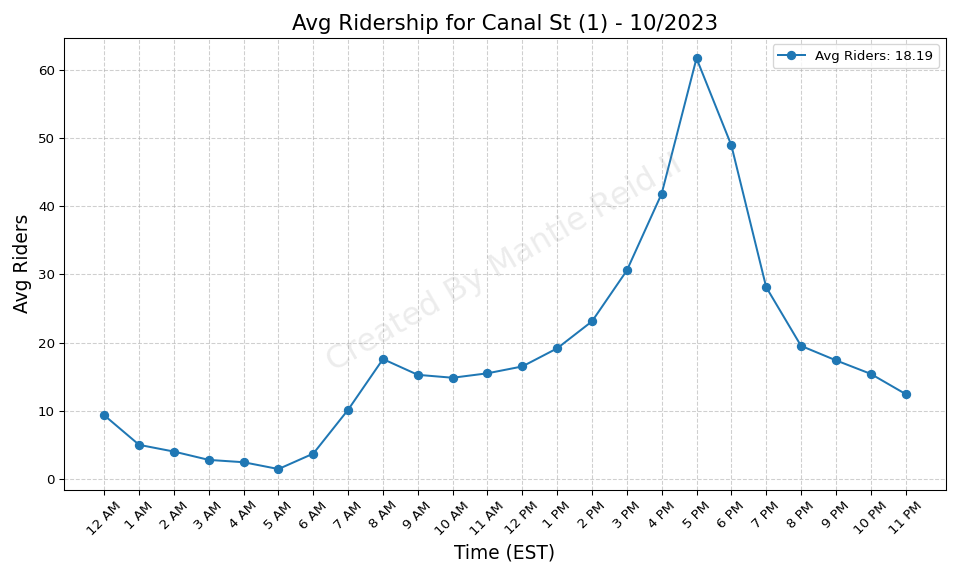 Avg Ridership for Canal St (1) - 10/2023
Avg Riders: 18.19
Avg Riders
60
50
40
30
20
10
0
Created By Mantie Reid II
12 AM
1 AM
2 AM
3 AM
4 AM
5 AM
6 AM
7 AM
8 AM
9 AM
10 AM
11 AM
12 PM
1 PM
2 PM
3 PM
4 PM
5 PM
6 PM
7 PM
8 PM
9 PM
10 PM
11 PM
Time (EST)